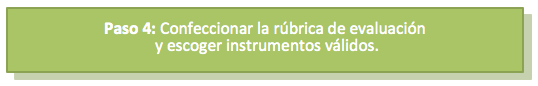 Paso 4: Confeccionar la rúbrica de evaluación
y escoger instrumentos válidos.